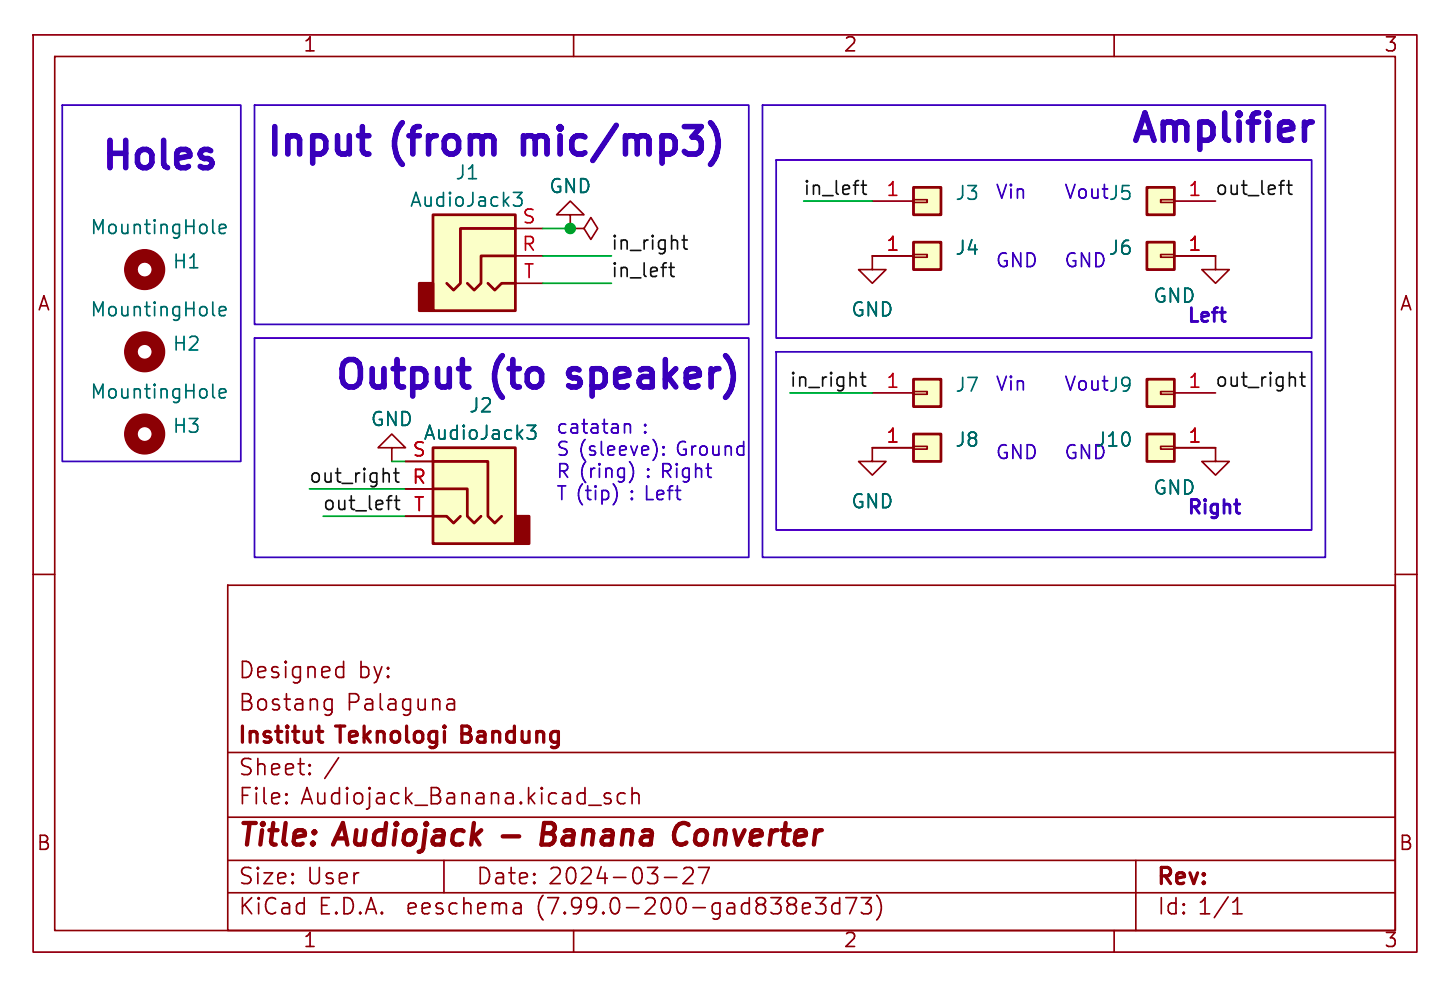 1 2 3
A
B
A
B
1 2 3
Holes
MountingHole
H1
MountingHole
H2
MountingHole
H3
Input (from mic/mp3)
J1
AudioJack3
GND
S
R
T
in_right
in_left
Output (to speaker)
J2
AudioJack3
GND
S
R
T
out_right
out_left
catatan :
S (sleeve): Ground
R (ring) : Right
T (tip) : Left
Amplifier
in_left 1 J3 Vin Vout J5 1 out_left
1 J4 GND GND J6 1
GND GND
Left
in_right 1 J7 Vin Vout J9 1 out_right
1 J8 GND GND J10 1
GND GND
Right
Designed by:
Bostang Palaguna
Institut Teknologi Bandung
Sheet: /
File: Audiojack_Banana.kicad_sch
Title: Audiojack - Banana Converter
Size: User Date: 2024-03-27 Rev:
KiCad E.D.A. eeschema (7.99.0-200-gad838e3d73) Id: 1/1